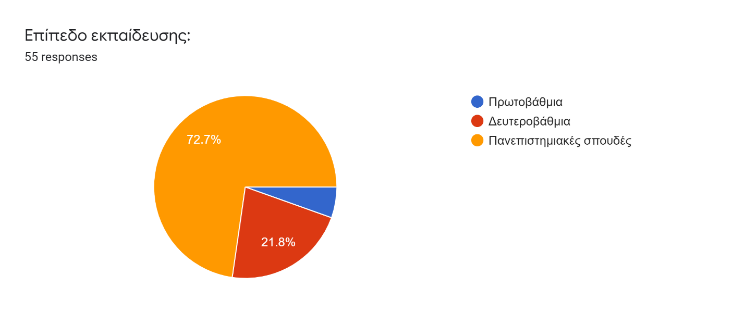 Επίπεδο εκπαίδευσης:
55 responses
72.7%
21.8%
Πρωτοβάθμια
Δευτεροβάθμια
Πανεπιστημιακές σπουδές